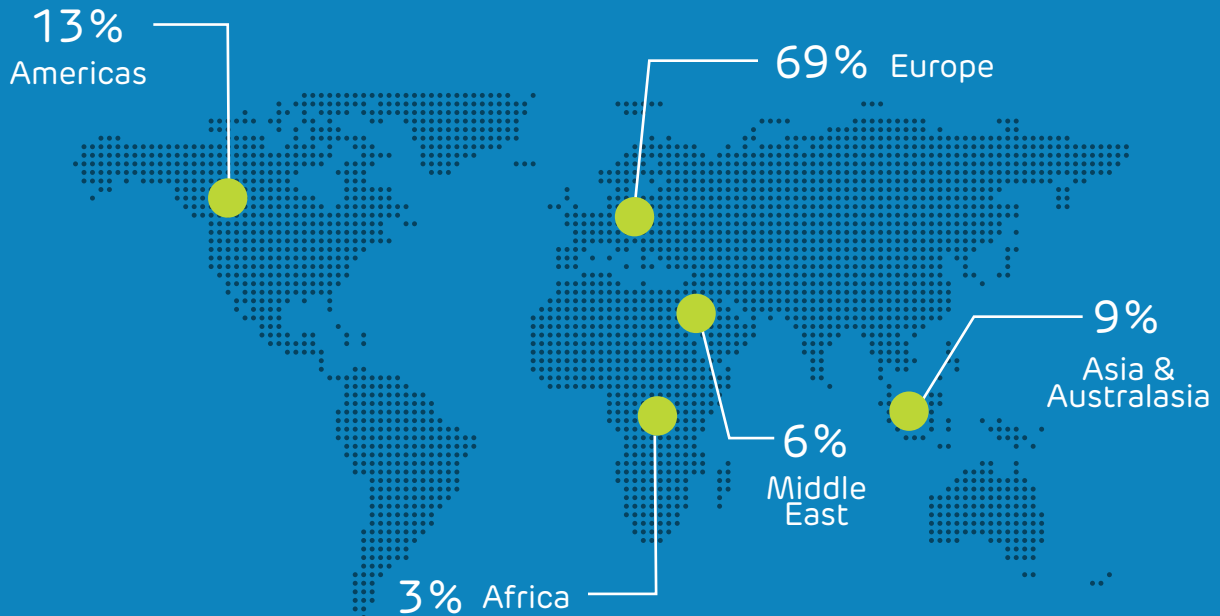 13%
Americas
69% Europe
9%
Asia &
Australasia
6%
Middle
East
3% Africa